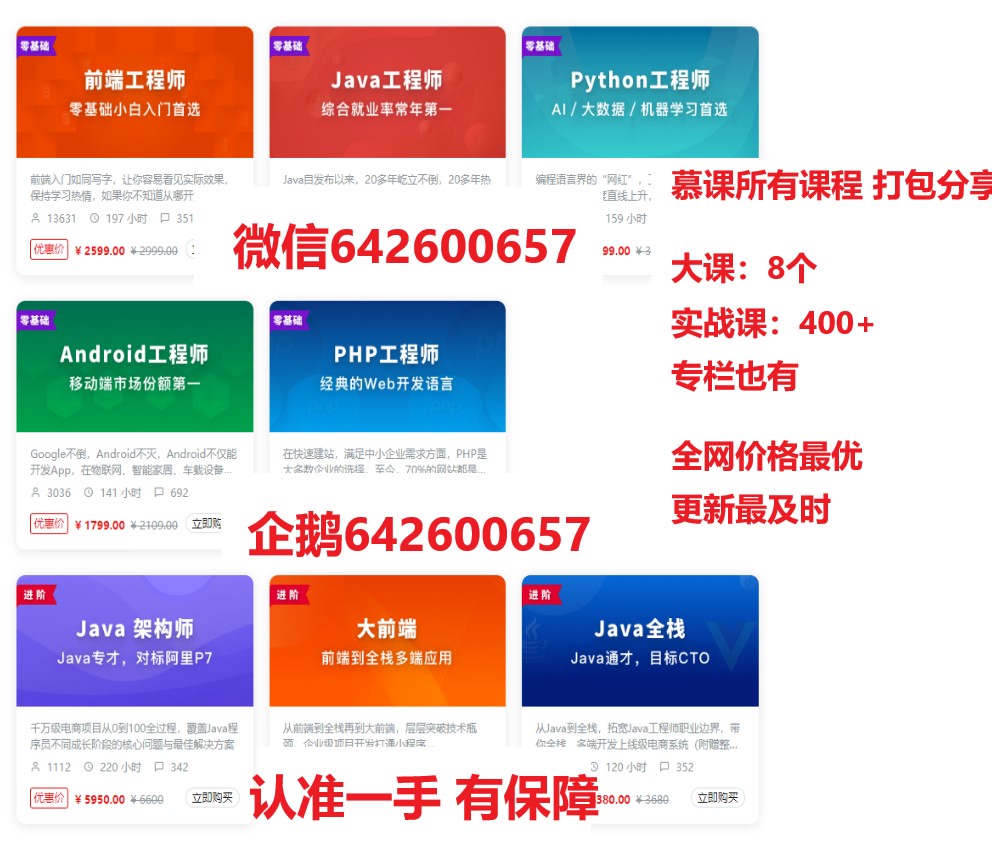 零基础
前端工程师
零基础小白入门首选
前端入门如同写字，让你容易看见实际效果，
保持学习热情，如果你不知道从哪开
13631 197 小时 351
优惠价 ¥ 2599.00 ¥ 2999.00
零基础
Java工程师
综合就业率常年第一
Java自发布以来，20多年屹立不倒，20多年热
零基础
Python工程师
AI / 大数据 / 机器学习首选
编程语言界的“网红”，
直线上升，
159 小时
99.00 ¥ 3
微信642600657
慕课所有课程 打包分享
大课：8个
实战课：400+
专栏也有
全网价格最优
更新最及时
零基础
Android工程师
移动端市场份额第一
Google不倒，Android不灭，Android不仅能
开发App，在物联网、智能家居、车载设备...
3036 141 小时 692
优惠价 ¥ 1799.00 ¥ 2109.00 立即购
零基础
PHP工程师
经典的Web开发语言
在快速建站，满足中小企业需求方面，PHP是
大多数企业的选择。至今，70%的网站都是...
企鹅642600657
进阶
Java 架构师
Java专才，对标阿里P7
千万级电商项目从0到100全过程，覆盖Java程
序员不同成长阶段的核心问题与最佳解决方案
1112 220 小时 342
优惠价 ¥ 5950.00 ¥ 6600 立即购买
进阶
大前端
前端到全栈多端应用
从前端到全栈再到大前端，层层突破技术瓶
颈，企业级项目开发打通小程序...
进阶
Java全栈
Java通才，目标CTO
从Java到全栈，拓宽Java工程师职业边界，带
你全栈、多端开发上线级电商系统（附赠整...
120 小时 352
380.00 ¥ 3680 立即购买
认准一手 有保障